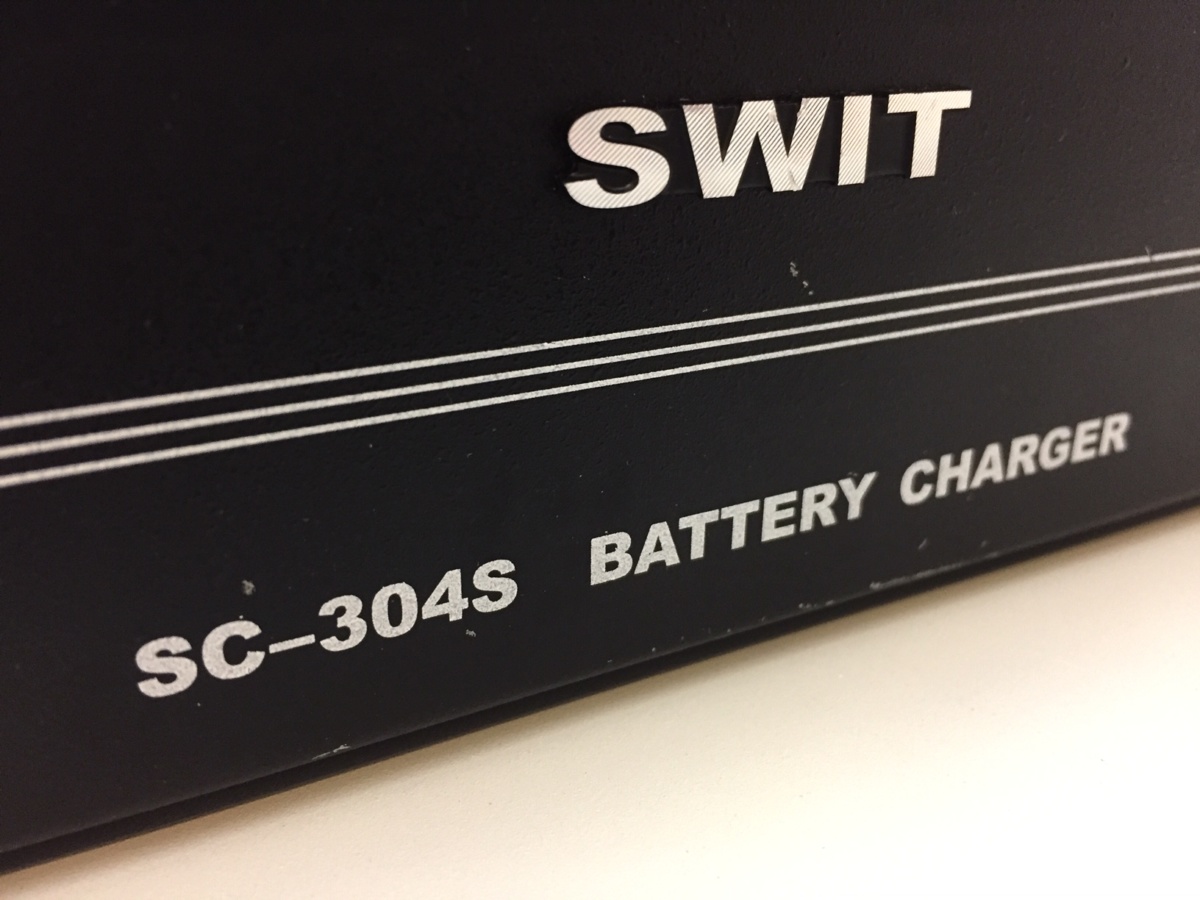 SWIT
SC-304S BATTERY CHARGER